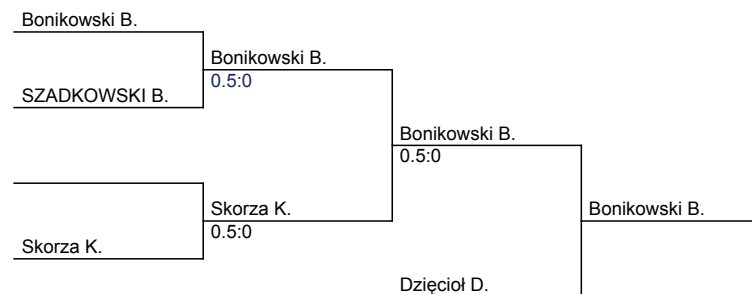 Bonikowski B.
Bonikowski B.
0.5:0
SZADKOWSKI B.
Bonikowski B.
0.5:0
Skorza K.
0.5:0
Bonikowski B.
Skorza K.
Dzięcioł D.